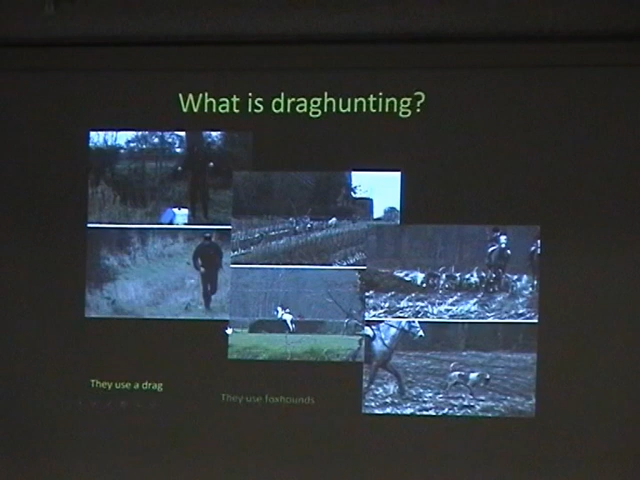 What is draghunting?
They use a drag
They use foxhounds